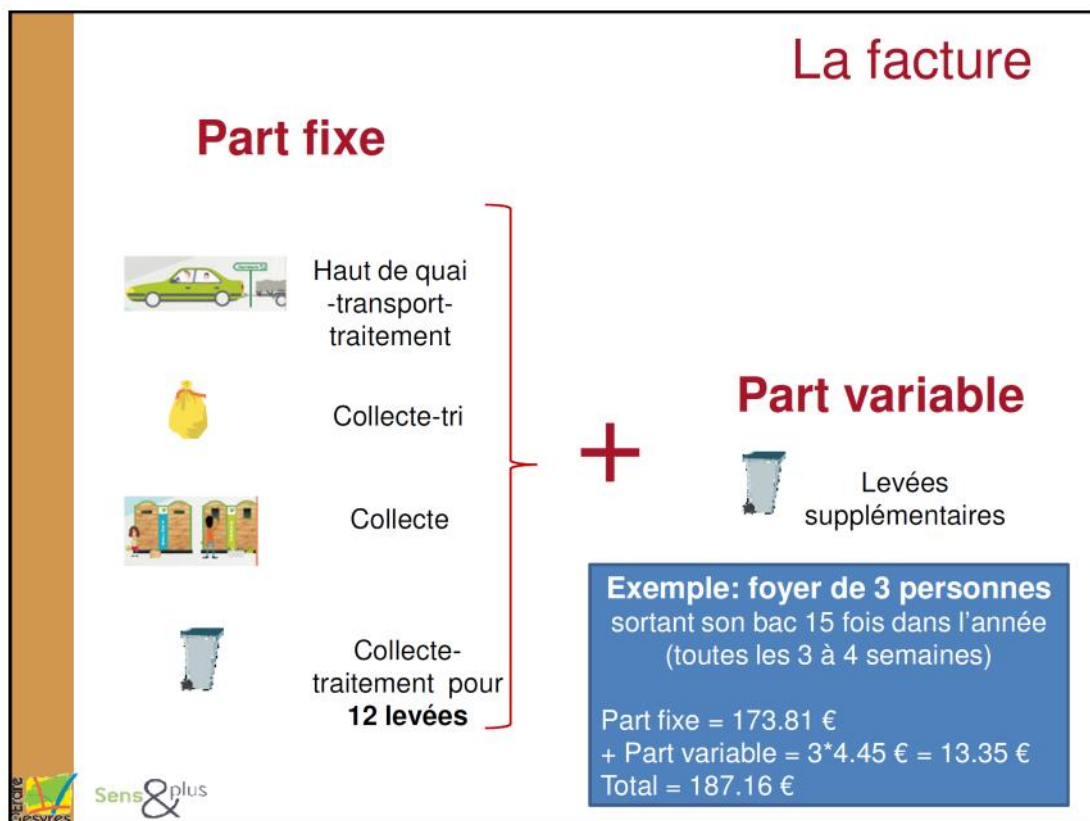 La facture
Part fixe
Haut de quai
-transport-
traitement
Collecte-tri
Collecte
Collecte-
traitement pour
12 levées
+
Part variable
Levées
supplémentaires
Exemple: foyer de 3 personnes
sortant son bac 15 fois dans l'année
(toutes les 3 à 4 semaines)
Part fixe = 173.81 €
+ Part variable = 3*4.45 € = 13.35 €
Total = 187.16 €
Sens&plus